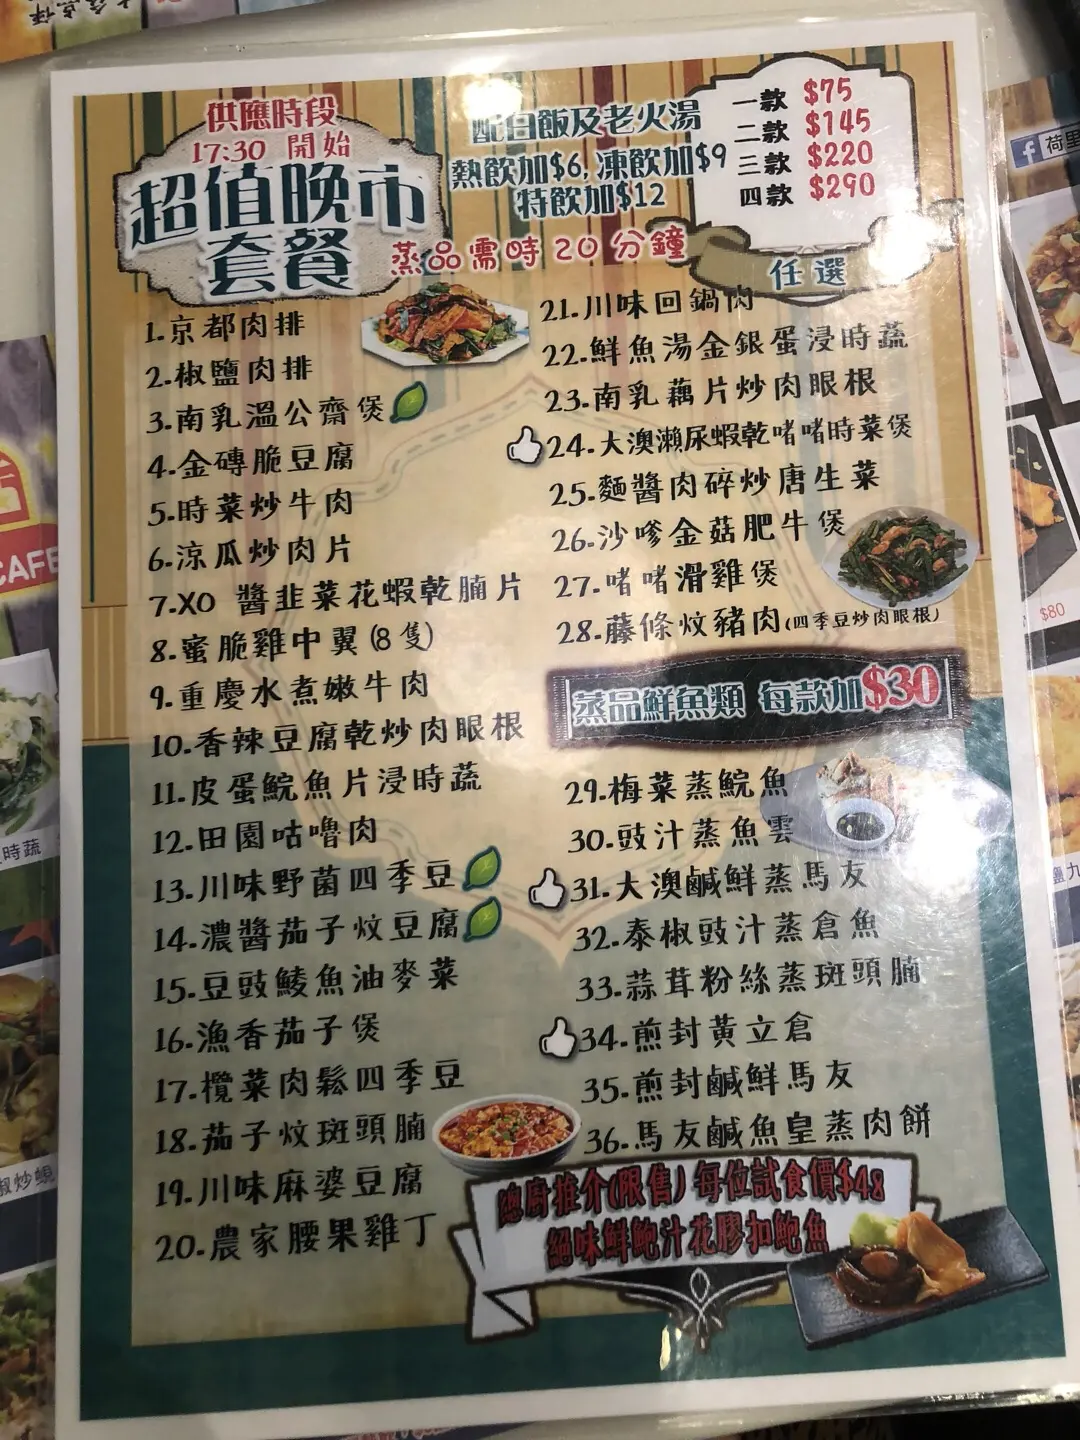 供應時段
17:30 開始
超值晚市
套餐
配白飯及老火湯
熱飲加$6, 凍飲加$9
特飲加$12
蒸品需時20分鐘
一款 $75
二款 $145
三款 $220
四款 $290
任選
1.京都肉排
2.椒鹽肉排
3.南乳溫公齋煲
4.金磚脆豆腐
5.時菜炒牛肉
6.涼瓜炒肉片
7.XO 醬韭菜花蝦乾腩片
8.蜜脆雞中翼(8隻)
9.重慶水煮嫩牛肉
10.香辣豆腐乾炒肉眼根
11.皮蛋鯇魚片浸時蔬
12.田園咕嚕肉
13.川味野菌四季豆
14.濃醬茄子炆豆腐
15.豆豉鯪魚油麥菜
16.漁香茄子煲
17.欖菜肉鬆四季豆
18.茄子炆斑頭腩
19.川味麻婆豆腐
20.農家腰果雞丁
21.川味回鍋肉
22.鮮魚湯金銀蛋浸時蔬
23.南乳藕片炒肉眼根
24.大澳瀨尿蝦乾啫啫時菜煲
25.麵醬肉碎炒唐生菜
26.沙嗲金菇肥牛煲
27.啫啫滑雞煲
28.藤條炆豬肉(四季豆炒肉眼根)
蒸品鮮魚類 每款加$30
29.梅菜蒸鯇魚
30.豉汁蒸魚雲
31.大澳鹹鮮蒸馬友
32.泰椒豉汁蒸倉魚
33.蒜茸粉絲蒸斑頭腩
34.煎封黃立倉
35.煎封鹹鮮馬友
36.馬友鹹魚皇蒸肉餅
總廚推介(限售) 每位試食價$48
絕味鮮鮑汁花膠扣鮑魚
CAFE
時蔬
椒炒蜆
荷里
$80
鹽九